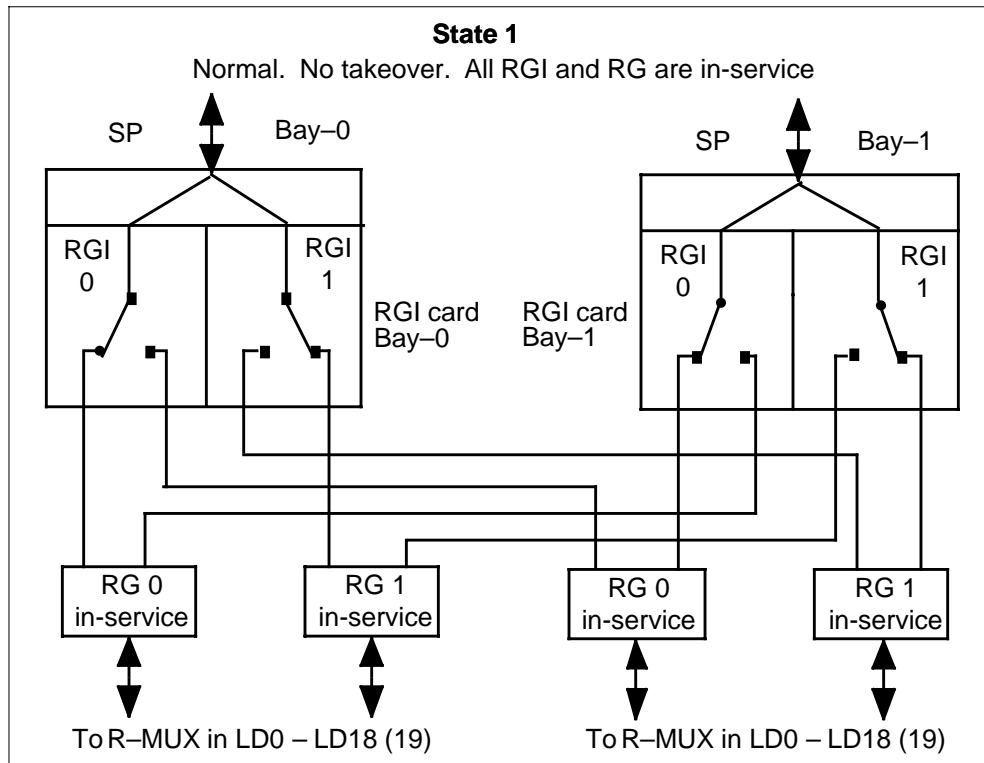 State 1
Normal. No takeover. All RGI and RG are in-service
SP
Bay–0
SP
Bay–1
RGI
0
RGI
1
RGI card
Bay–0
RGI card
Bay–1
RGI
0
RGI
1
RG 0
in-service
RG 1
in-service
RG 0
in-service
RG 1
in-service
To R–MUX in LD0 – LD18 (19)
To R–MUX in LD0 – LD18 (19)